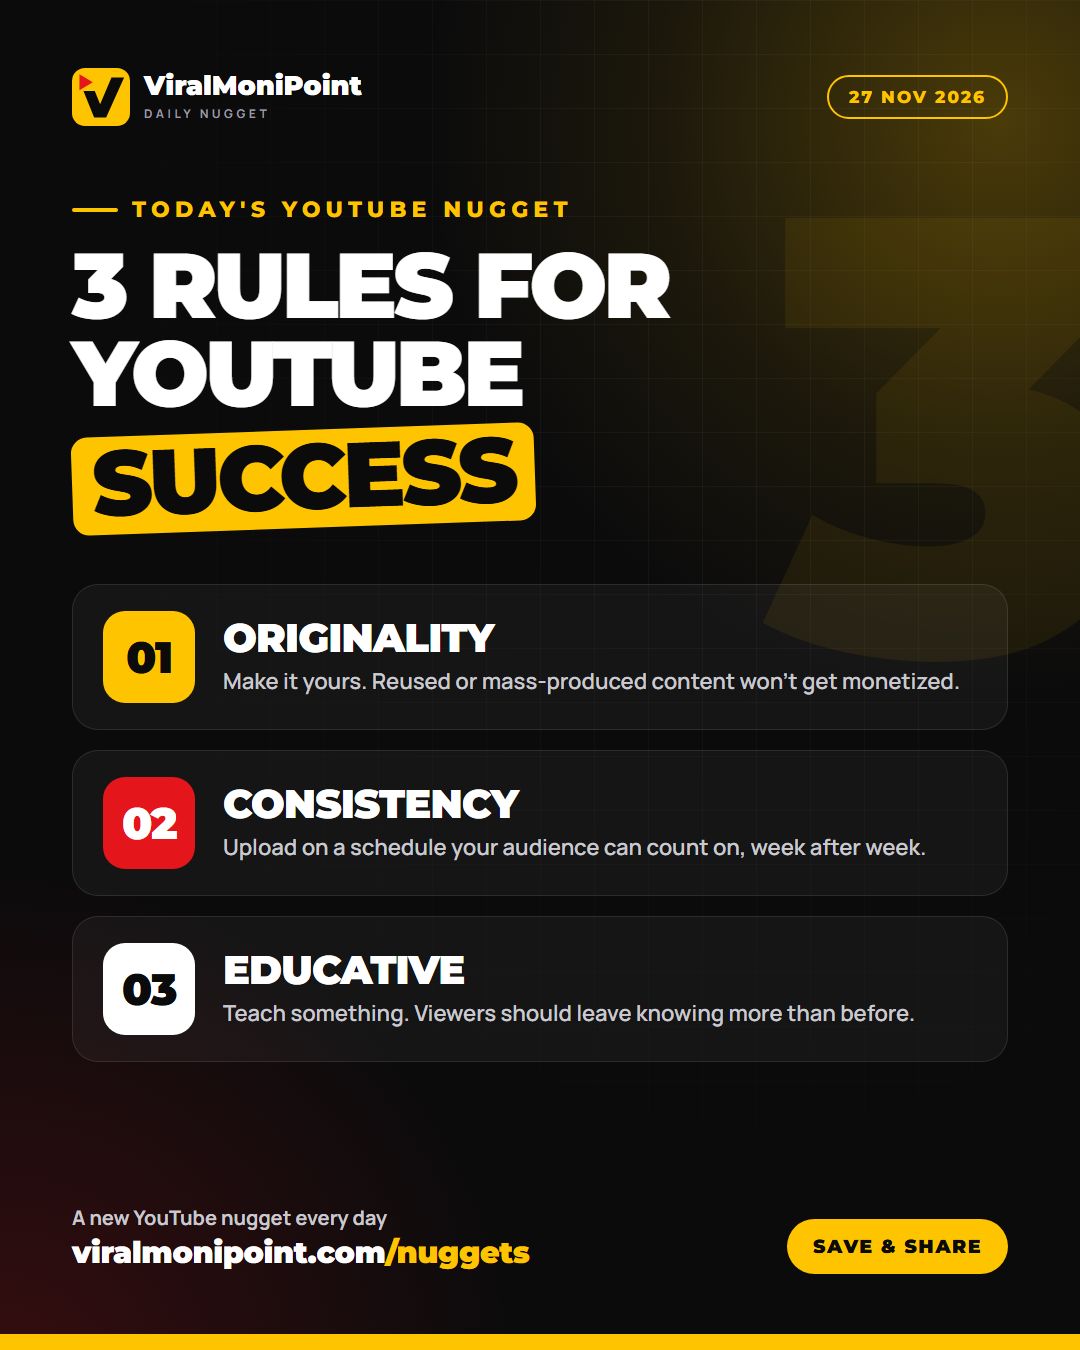 ViralMoniPoint
DAILY NUGGET
27 NOV 2026
TODAY'S YOUTUBE NUGGET
3 RULES FOR
YOUTUBE
SUCCESS
3
01
ORIGINALITY
Make it yours. Reused or mass-produced content won’t get monetized.
02
CONSISTENCY
Upload on a schedule your audience can count on, week after week.
03
EDUCATIVE
Teach something. Viewers should leave knowing more than before.
A new YouTube nugget every day
viralmonipoint.com/nuggets
SAVE & SHARE